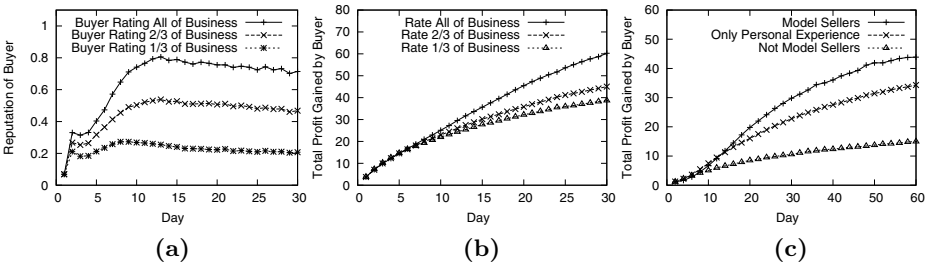 Reputation of Buyer
1
0.8
0.6
0.4
0.2
0
0 5 10 15 20 25 30
Day
Buyer Rating All of Business
Buyer Rating 2/3 of Business
Buyer Rating 1/3 of Business
(a)
Total Profit Gained by Buyer
80
70
60
50
40
30
20
10
0
0 5 10 15 20 25 30
Day
Rate All of Business
Rate 2/3 of Business
Rate 1/3 of Business
(b)
Total Profit Gained by Buyer
60
50
40
30
20
10
0
0 10 20 30 40 50 60
Day
Model Sellers
Only Personal Experience
Not Model Sellers
(c)